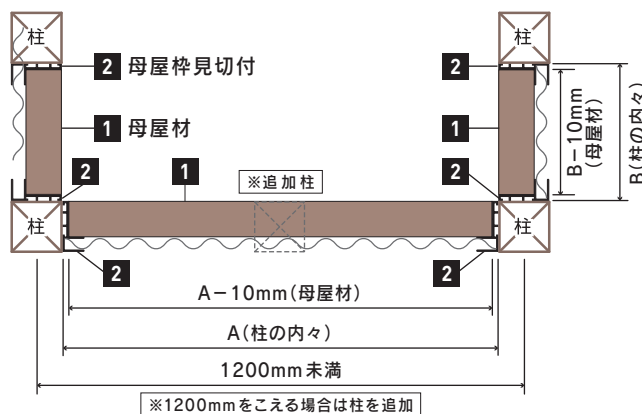 柱
柱
2 母屋枠見切付
2
1 母屋材
1
B−10mm
(母屋材)
B(柱の内々)
2
1
※追加柱
2
柱
柱
2
2
A−10mm(母屋材)
A(柱の内々)
1200mm未満
※1200mmをこえる場合は柱を追加